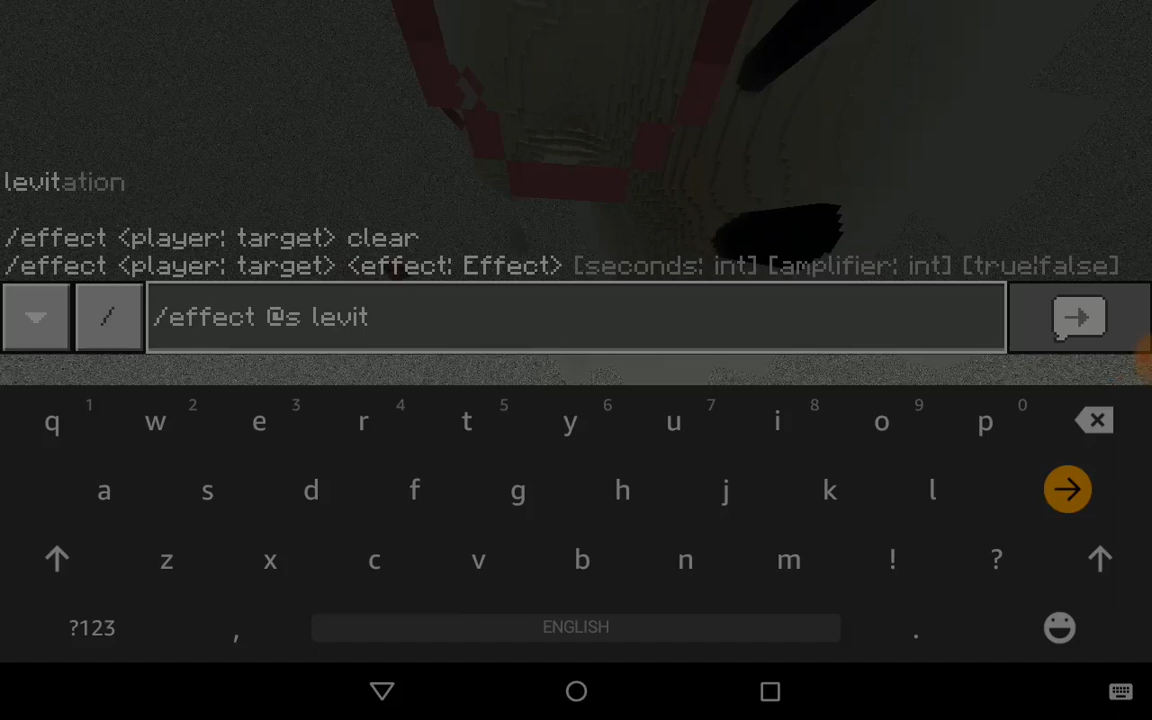 levitation
/effect <player: target> clear
/effect <player: target> <effect: Effect> [seconds: int] [amplifier: int] [true|false]
/ /effect @s levit
1 2 3 4 5 6 7 8 9 0
q w e r t y u i o p
a s d f g h j k l
z x c v b n m ! ?
?123 , ENGLISH .